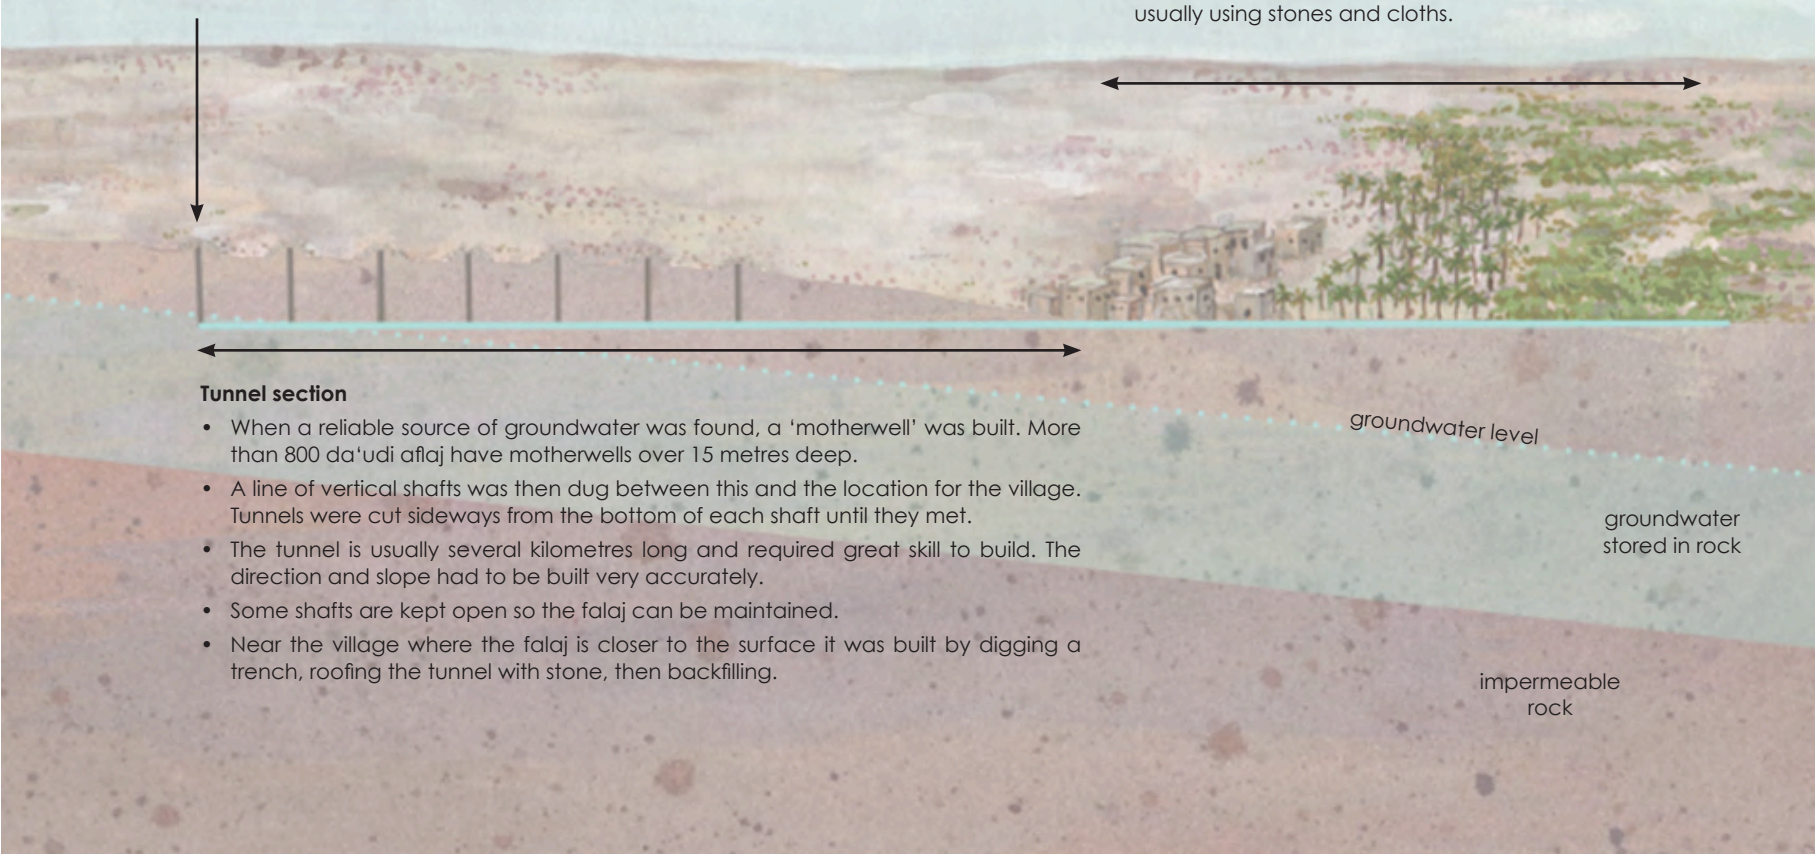 usually using stones and cloths.
Tunnel section
• When a reliable source of groundwater was found, a ‘motherwell’ was built. More
than 800 da‘udi aflaj have motherwells over 15 metres deep.
• A line of vertical shafts was then dug between this and the location for the village.
Tunnels were cut sideways from the bottom of each shaft until they met.
• The tunnel is usually several kilometres long and required great skill to build. The
direction and slope had to be built very accurately.
• Some shafts are kept open so the falaj can be maintained.
• Near the village where the falaj is closer to the surface it was built by digging a
trench, roofing the tunnel with stone, then backfilling.
groundwater level
groundwater
stored in rock
impermeable
rock